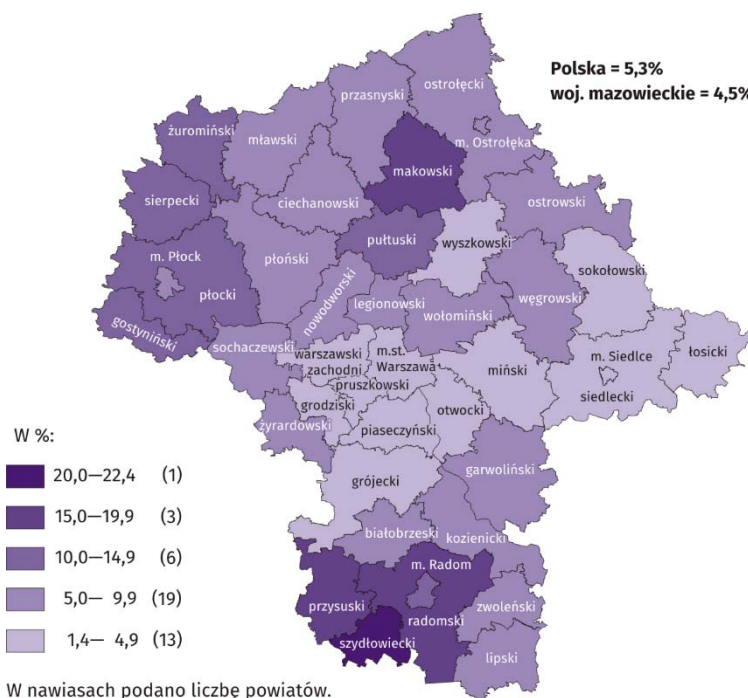 Polska = 5,3%
woj. mazowieckie = 4,5%
ostrołęcki
przasnyski
żuromiński
mławski
m. Ostrołęka
makowski
sierpecki
ciechanowski
ostrowski
pułtuski
wyszkowski
m. Płock
płoński
sokołowski
płocki
nowodworski
legionowski
węgrowski
wołomiński
gostyniński
sochaczewski
warszawski
zachodni
m.st.
Warszawa
miński
m. Siedlce
łosicki
pruszkowski
siedlecki
grodziski
otwocki
żyrardowski
piaseczyński
garwoliński
grójecki
białobrzeski
kozienicki
m. Radom
przysuski
zwoleński
radomski
szydłowiecki
lipski
W %:
20,0—22,4 (1)
15,0—19,9 (3)
10,0—14,9 (6)
5,0— 9,9 (19)
1,4— 4,9 (13)
W nawiasach podano liczbę powiatów.